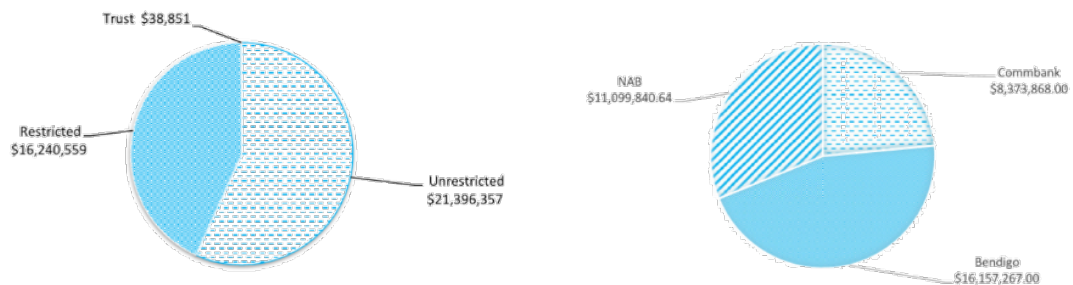 Trust $38,851
Restricted
$16,240,559
Unrestricted
$21,396,357
NAB
$11,099,840.64
Commbank
$8,373,868.00
Bendigo
$16,157,267.00